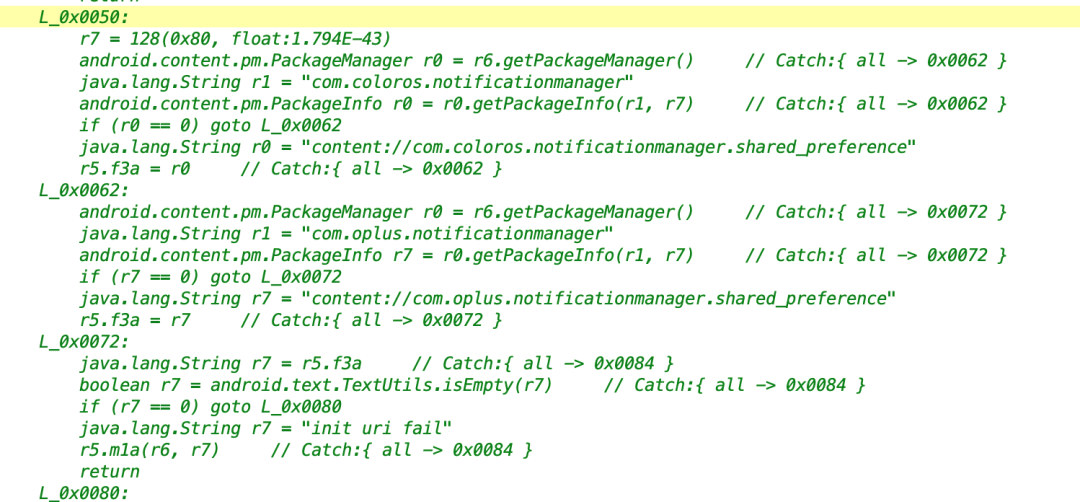 L_0x0050:
r7 = 128(0x80, float:1.794E-43)
android.content.pm.PackageManager r0 = r6.getPackageManager()     // Catch:{ all -> 0x0062 }
java.lang.String r1 = "com.coloros.notificationmanager"
android.content.pm.PackageInfo r0 = r0.getPackageInfo(r1, r7)     // Catch:{ all -> 0x0062 }
if (r0 == 0) goto L_0x0062
java.lang.String r0 = "content://com.coloros.notificationmanager.shared_preference"
r5.f3a = r0     // Catch:{ all -> 0x0062 }
L_0x0062:
android.content.pm.PackageManager r0 = r6.getPackageManager()     // Catch:{ all -> 0x0072 }
java.lang.String r1 = "com.oplus.notificationmanager"
android.content.pm.PackageInfo r7 = r0.getPackageInfo(r1, r7)     // Catch:{ all -> 0x0072 }
if (r7 == 0) goto L_0x0072
java.lang.String r7 = "content://com.oplus.notificationmanager.shared_preference"
r5.f3a = r7     // Catch:{ all -> 0x0072 }
L_0x0072:
java.lang.String r7 = r5.f3a     // Catch:{ all -> 0x0084 }
boolean r7 = android.text.TextUtils.isEmpty(r7)     // Catch:{ all -> 0x0084 }
if (r7 == 0) goto L_0x0080
java.lang.String r7 = "init uri fail"
r5.m1a(r6, r7)     // Catch:{ all -> 0x0084 }
return
L_0x0080: